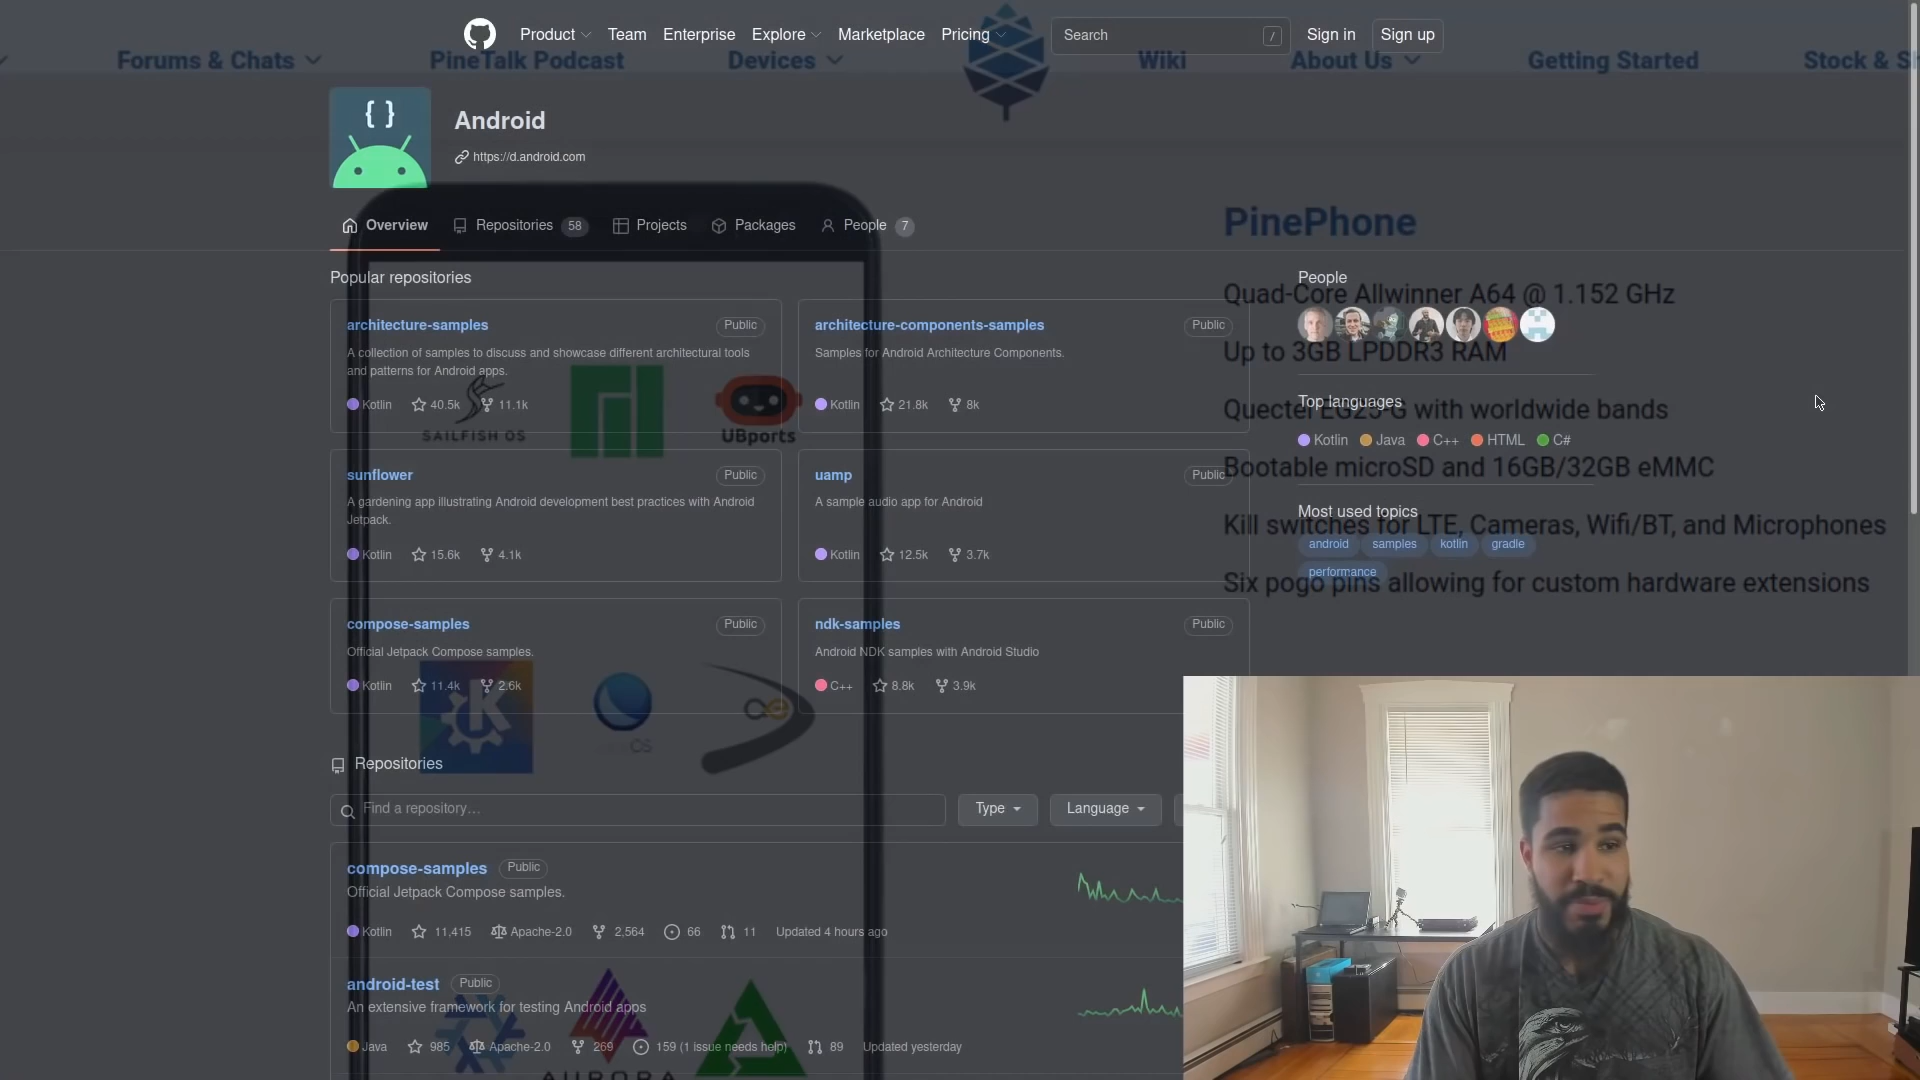 Product
Team
Enterprise
Explore
Marketplace
Pricing
Search
/
Sign in
Sign up
Forums & Chats
PineTalk Podcast
Devices
Wiki
About Us
Getting Started
Stock &
Android
https://d.android.com
Overview
Repositories 58
Projects
Packages
People 7
PinePhone
Quad-Core Allwinner A64 @ 1.152 GHz
Up to 3GB LPDDR3 RAM
Quectel EG25-G with worldwide bands
Bootable microSD and 16GB/32GB eMMC
Kill switches for LTE, Cameras, Wifi/BT, and Microphones
Six pogo pins allowing for custom hardware extensions
Popular repositories
architecture-samples
Public
A collection of samples to discuss and showcase different architectural tools
and patterns for Android apps.
Kotlin 40.5k 11.1k
architecture-components-samples
Public
Samples for Android Architecture Components.
Kotlin 21.8k 8k
SAILFISH OS
UBports
sunflower
Public
A gardening app illustrating Android development best practices with Android
Jetpack.
Kotlin 15.6k 4.1k
uamp
Public
A sample audio app for Android
Kotlin 12.5k 3.7k
compose-samples
Public
Official Jetpack Compose samples.
Kotlin 11.4k 2.6k
ndk-samples
Public
Android NDK samples with Android Studio
C++ 8.8k 3.9k
People
Top languages
Kotlin Java C++ HTML C#
Most used topics
android samples kotlin gradle
performance
Repositories
Find a repository...
Type
Language
compose-samples
Public
Official Jetpack Compose samples.
Kotlin 11,415 Apache-2.0 2,564 66 11 Updated 4 hours ago
android-test
Public
An extensive framework for testing Android apps
Java 985 Apache-2.0 269 159 (1 issue needs help) 89 Updated yesterday
AURORA